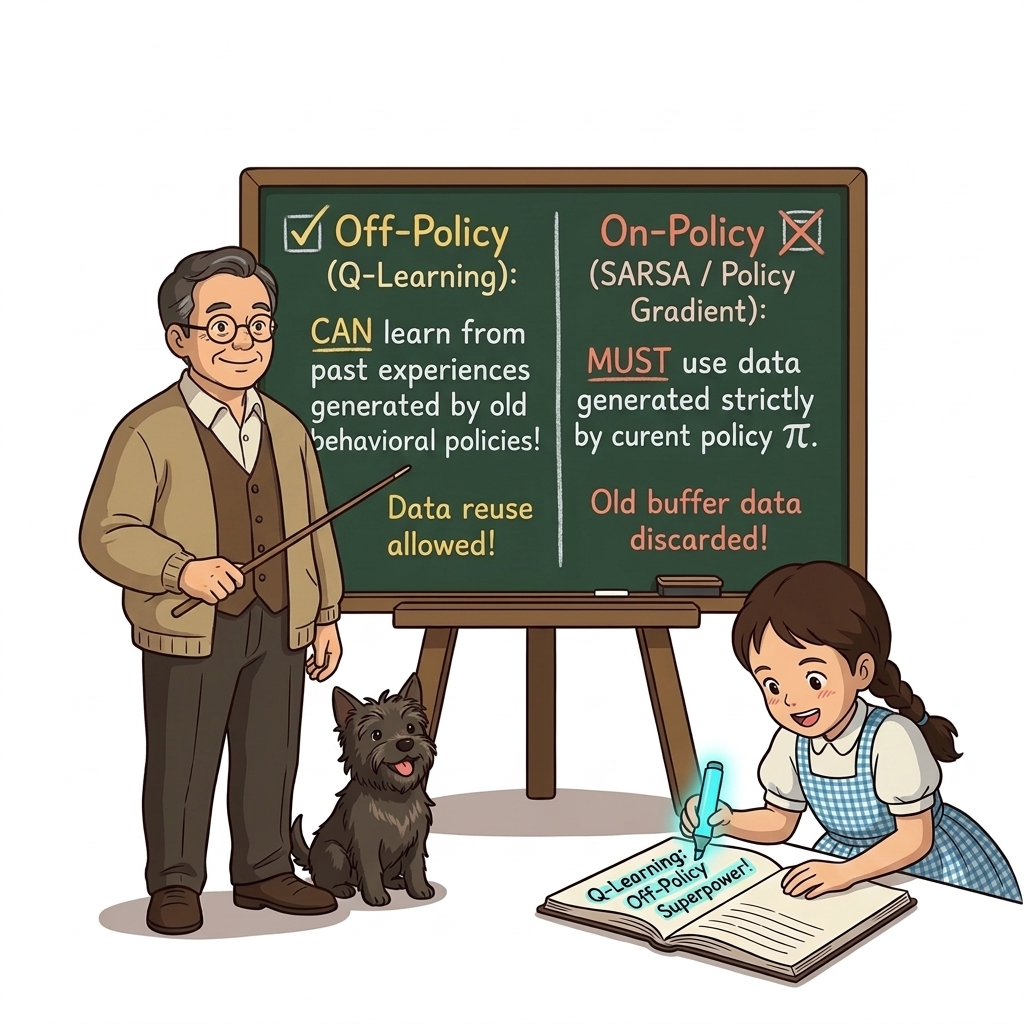 Off-Policy
(Q-Learning):
CAN learn from
past experiences
generated by old
behavioral policies!
Data reuse
allowed!
On-Policy
(SARSA / Policy
Gradient):
MUST use data
generated strictly
by curent policy π.
Old buffer data
discarded!
Q-Learning:
Off-Policy
Superpower!